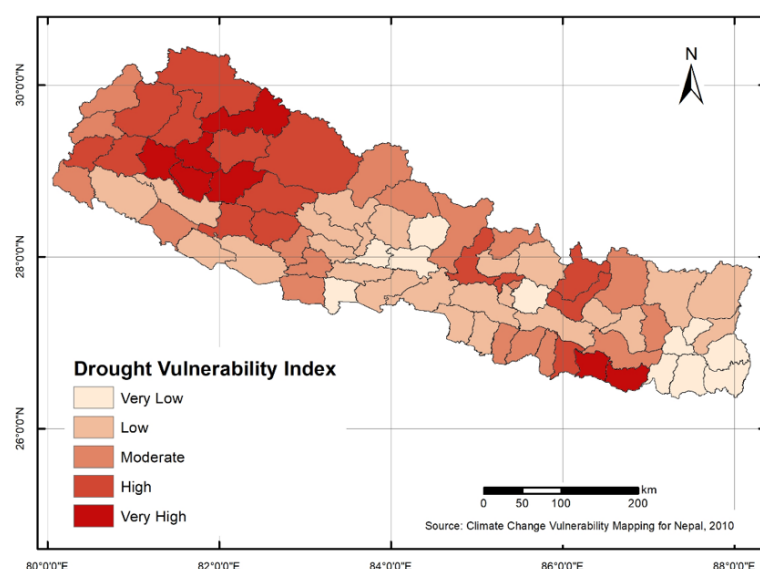 N
30°0'0"N
28°0'0"N
26°0'0"N
Drought Vulnerability Index
Very Low
Low
Moderate
High
Very High
km
0 50 100 200
Source: Climate Change Vulnerability Mapping for Nepal, 2010
80°0'0"E 82°0'0"E 84°0'0"E 86°0'0"E 88°0'0"E